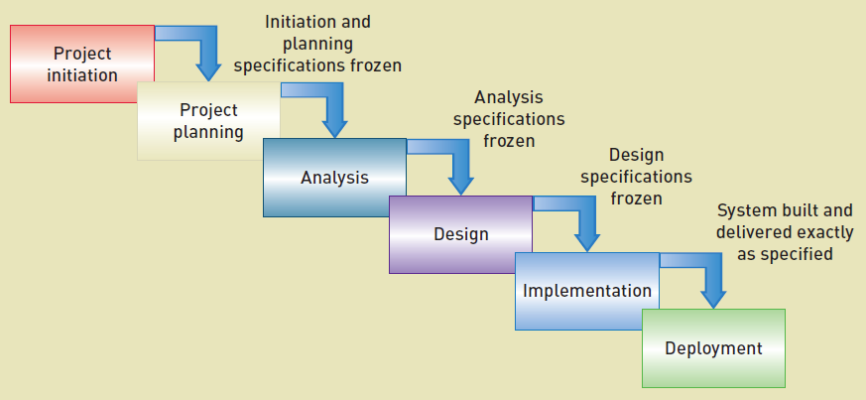 Project
initiation
Initiation and
planning
specifications frozen
Project
planning
Analysis
specifications
frozen
Analysis
Design
specifications
frozen
Design
System built and
delivered exactly
as specified
Implementation
Deployment